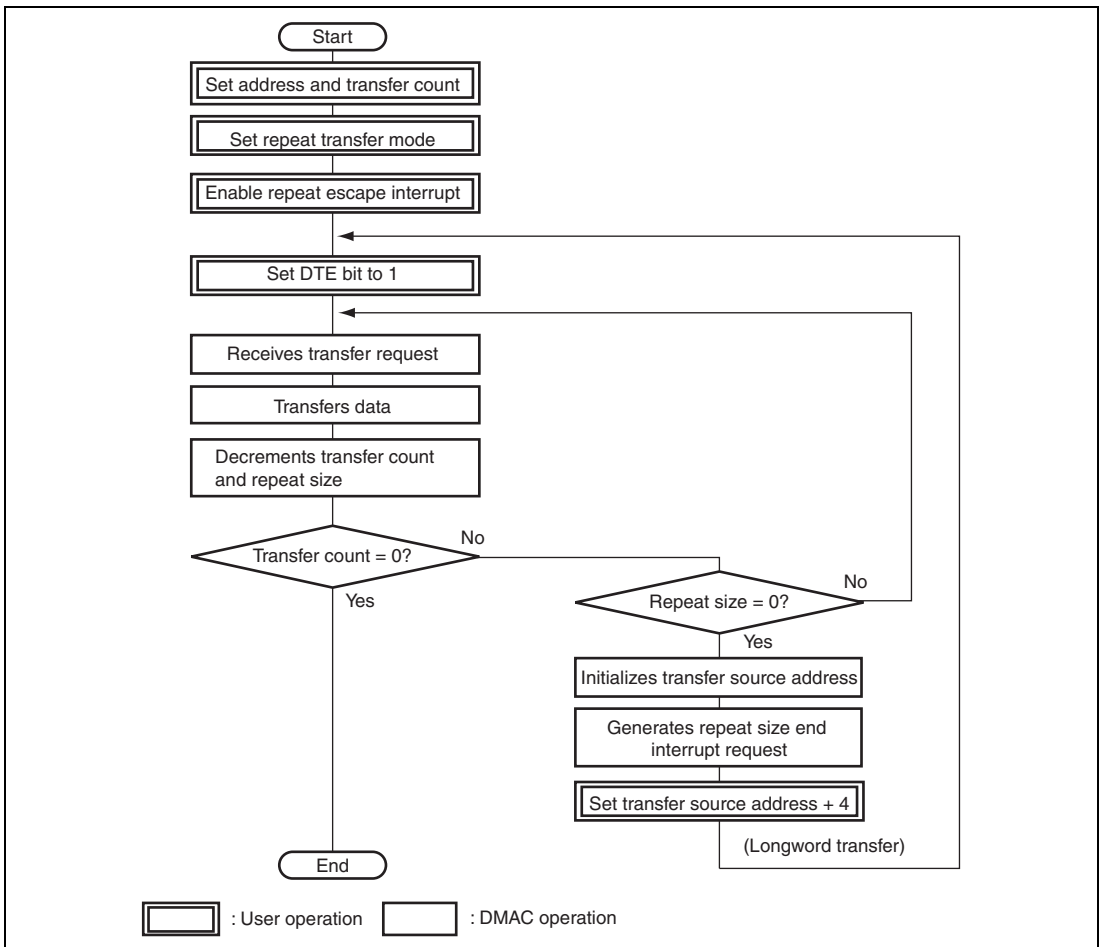 Start
Set address and transfer count
Set repeat transfer mode
Enable repeat escape interrupt
Set DTE bit to 1
Receives transfer request
Transfers data
Decrements transfer count
and repeat size
Transfer count = 0?
No
Yes
Repeat size = 0?
No
Yes
Initializes transfer source address
Generates repeat size end
interrupt request
Set transfer source address + 4
(Longword transfer)
End
: User operation
: DMAC operation